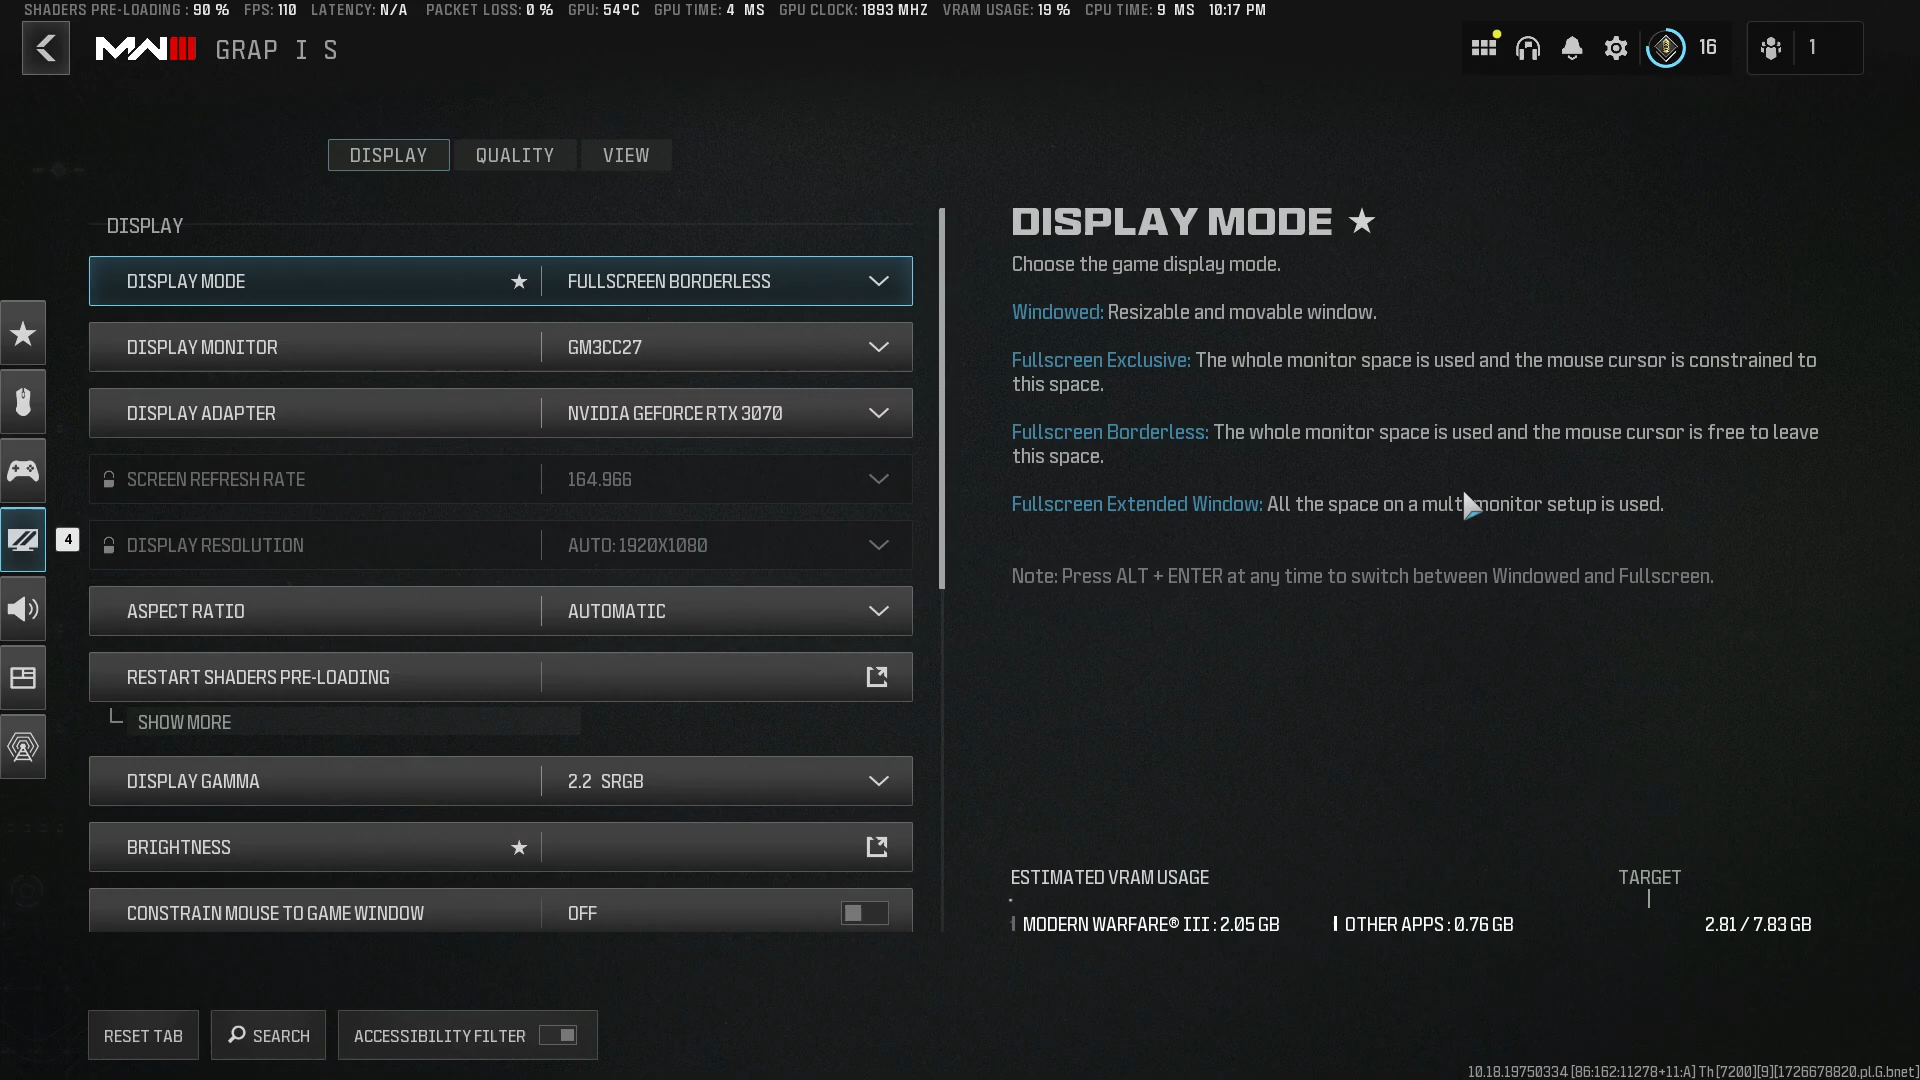 SHADERS PRE-LOADING : 90 % FPS: 110 LATENCY: N/A PACKET LOSS: 0 % GPU: 54°C GPU TIME: 4 MS GPU CLOCK: 1893 MHZ VRAM USAGE: 19 % CPU TIME: 9 MS 10:17 PM
MWIII GRAP I S
16
1
DISPLAY QUALITY VIEW
DISPLAY
DISPLAY MODE FULLSCREEN BORDERLESS
DISPLAY MONITOR GM3CC27
DISPLAY ADAPTER NVIDIA GEFORCE RTX 3070
SCREEN REFRESH RATE 164.966
4
DISPLAY RESOLUTION AUTO: 1920X1080
ASPECT RATIO AUTOMATIC
RESTART SHADERS PRE-LOADING
SHOW MORE
DISPLAY GAMMA 2.2 SRGB
BRIGHTNESS
CONSTRAIN MOUSE TO GAME WINDOW OFF
DISPLAY MODE
Choose the game display mode.
Windowed: Resizable and movable window.
Fullscreen Exclusive: The whole monitor space is used and the mouse cursor is constrained to
this space.
Fullscreen Borderless: The whole monitor space is used and the mouse cursor is free to leave
this space.
Fullscreen Extended Window: All the space on a mult monitor setup is used.
Note: Press ALT + ENTER at any time to switch between Windowed and Fullscreen.
ESTIMATED VRAM USAGE TARGET
MODERN WARFARE® III : 2.05 GB OTHER APPS : 0.76 GB 2.81 / 7.83 GB
RESET TAB SEARCH ACCESSIBILITY FILTER
10.18.19750334 [86:162:11278+11:A] Th [7200][9][1726678820.pl.G.bnet]